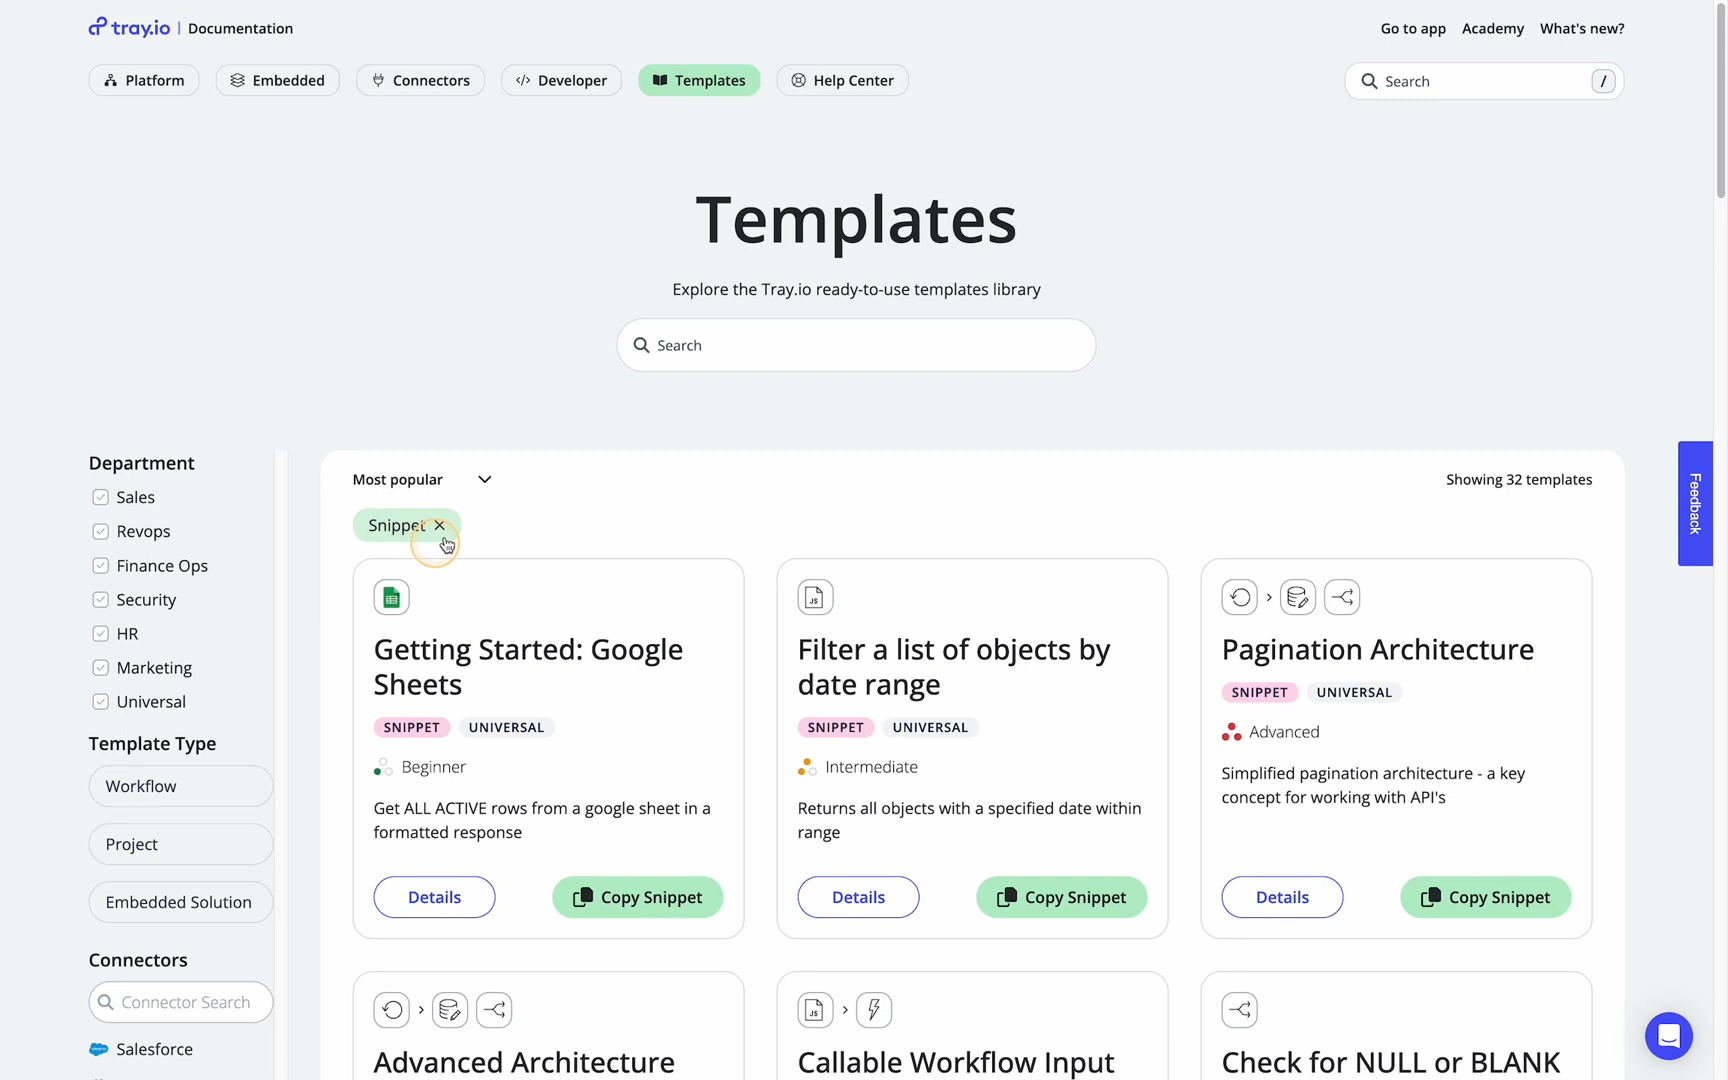 tray.io | Documentation
Go to app Academy What's new?
Platform Embedded Connectors Developer Templates Help Center
Search /
Templates
Explore the Tray.io ready-to-use templates library
Search
Department
Sales
Revops
Finance Ops
Security
HR
Marketing
Universal
Template Type
Workflow
Project
Embedded Solution
Connectors
Connector Search
Salesforce
Most popular
Showing 32 templates
Snippet
Getting Started: Google
Sheets
SNIPPET UNIVERSAL
Beginner
Get ALL ACTIVE rows from a google sheet in a
formatted response
Details Copy Snippet
JS
Filter a list of objects by
date range
SNIPPET UNIVERSAL
Intermediate
Returns all objects with a specified date within
range
Details Copy Snippet
Pagination Architecture
SNIPPET UNIVERSAL
Advanced
Simplified pagination architecture - a key
concept for working with API's
Details Copy Snippet
Advanced Architecture
JS
Callable Workflow Input
Check for NULL or BLANK
Feedback